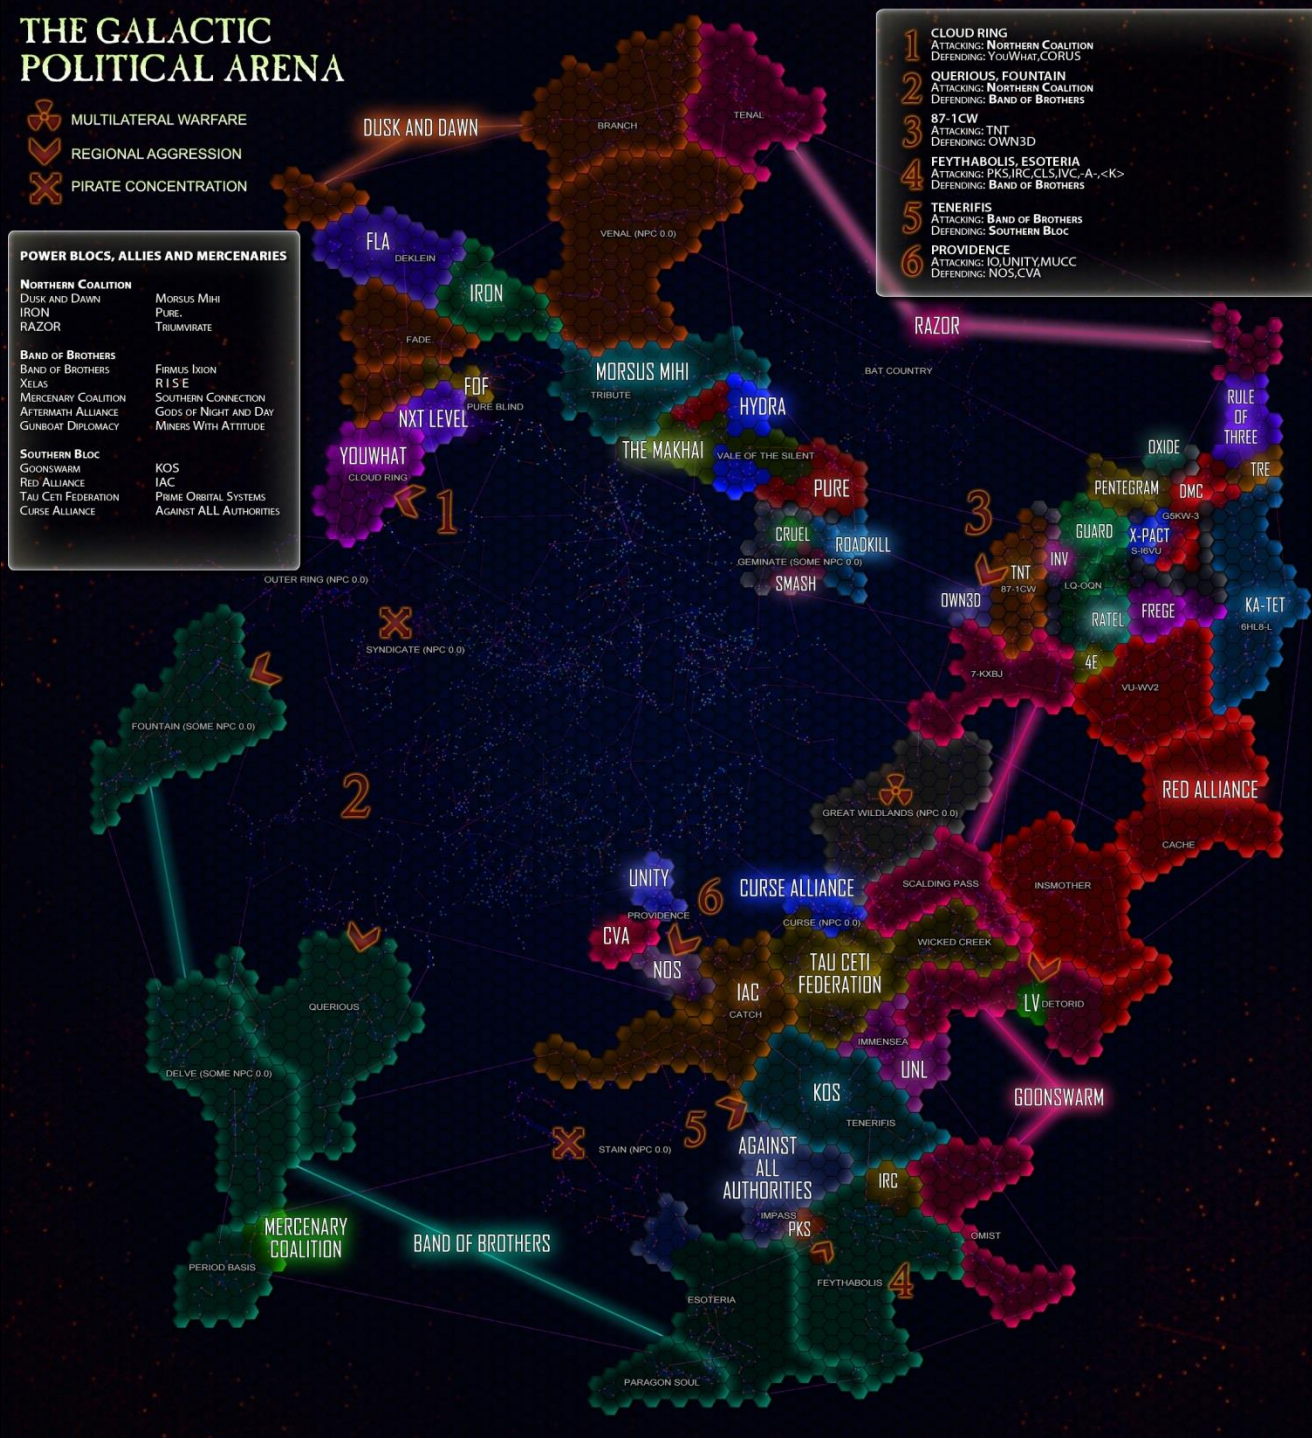 THE GALACTIC
POLITICAL ARENA
MULTILATERAL WARFARE
REGIONAL AGGRESSION
PIRATE CONCENTRATION
POWER BLOCS, ALLIES AND MERCENARIES
NORTHERN COALITION
DUSK AND DAWN MORSUS MIHI
IRON PURE.
RAZOR TRIUMVIRATE
BAND OF BROTHERS
BAND OF BROTHERS FIRMUS IXION
XELAS R I S E
MERCENARY COALITION SOUTHERN CONNECTION
AFTERMATH ALLIANCE GODS OF NIGHT AND DAY
GUNBOAT DIPLOMACY MINERS WITH ATTITUDE
SOUTHERN BLOC
GOONSWARM KOS
RED ALLIANCE IAC
TAU CETI FEDERATION PRIME ORBITAL SYSTEMS
CURSE ALLIANCE AGAINST ALL AUTHORITIES
1 CLOUD RING
ATTACKING: NORTHERN COALITION
DEFENDING: YOUWHAT,CORUS
2 QUERIOUS, FOUNTAIN
ATTACKING: NORTHERN COALITION
DEFENDING: BAND OF BROTHERS
3 87-1CW
ATTACKING: TNT
DEFENDING: OWN3D
4 FEYTHABOLIS, ESOTERIA
ATTACKING: PKS,IRC,CLS,IVC,-A-,<K>
DEFENDING: BAND OF BROTHERS
5 TENERIFIS
ATTACKING: BAND OF BROTHERS
DEFENDING: SOUTHERN BLOC
6 PROVIDENCE
ATTACKING: IO,UNITY,MUCC
DEFENDING: NOS,CVA
DUSK AND DAWN
BRANCH
TENAL
VENAL (NPC 0.0)
FLA
DEKLEIN
IRON
FADE
RAZOR
BAT COUNTRY
MORSUS MIHI
TRIBUTE
FOF
PURE BLIND
NXT LEVEL
HYDRA
YOUWHAT
CLOUD RING
THE MAKHAI
VALE OF THE SILENT
PURE
1
CRUEL
ROADKILL
GEMINATE (SOME NPC 0.0)
SMASH
RULE
OF
THREE
OXIDE
TRE
PENTEGRAM
DMC
G5KW-3
3
GUARD
X-PACT
S-I6VU
INV
TNT
87-1CW
LQ-OQN
OWN3D
RATEL
FREGE
KA-TET
6HL8-L
4E
7-KXBJ
VU-WV2
OUTER RING (NPC 0.0)
SYNDICATE (NPC 0.0)
FOUNTAIN (SOME NPC 0.0)
2
GREAT WILDLANDS (NPC 0.0)
RED ALLIANCE
CACHE
UNITY
PROVIDENCE
6
CURSE ALLIANCE
CURSE (NPC 0.0)
SCALDING PASS
INSMOTHER
CVA
NOS
WICKED CREEK
TAU CETI
FEDERATION
IAC
CATCH
LV
DETORID
QUERIOUS
IMMENSEA
UNL
DELVE (SOME NPC 0.0)
KOS
TENERIFIS
GOONSWARM
5
STAIN (NPC 0.0)
AGAINST
ALL
AUTHORITIES
IRC
IMPASS
PKS
OMIST
MERCENARY
COALITION
BAND OF BROTHERS
PERIOD BASIS
FEYTHABOLIS
4
ESOTERIA
PARAGON SOUL